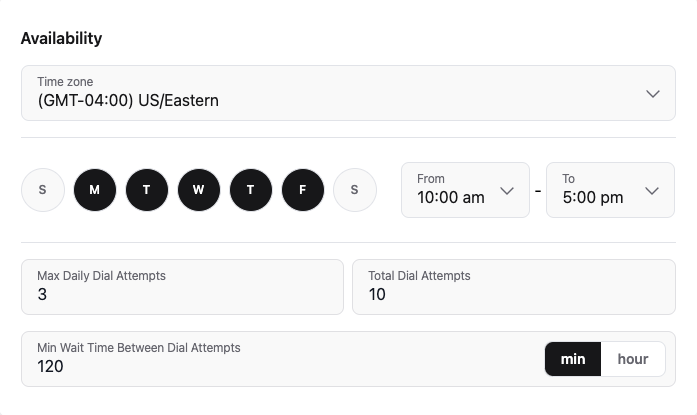 Availability
Time zone
(GMT-04:00) US/Eastern
S M T W T F S
From
10:00 am
-
To
5:00 pm
Max Daily Dial Attempts
3
Total Dial Attempts
10
Min Wait Time Between Dial Attempts
120
min hour